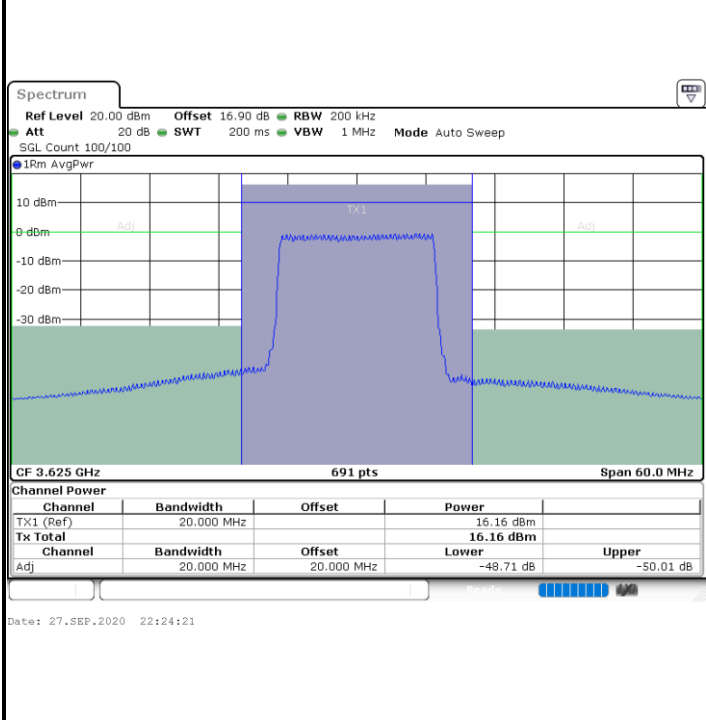 Spectrum
Ref Level 20.00 dBm Offset 16.90 dB RBW 200 kHz
Att 20 dB SWT 200 ms VBW 1 MHz Mode Auto Sweep
SGL Count 100/100
1Rm AvgPwr
10 dBm
TX1
Adj Adj
0 dBm
-10 dBm
-20 dBm
-30 dBm
CF 3.625 GHz 691 pts Span 60.0 MHz
Channel Power
Channel Bandwidth Offset Power
TX1 (Ref) 20.000 MHz 16.16 dBm
Tx Total 16.16 dBm
Channel Bandwidth Offset Lower Upper
Adj 20.000 MHz 20.000 MHz -48.71 dB -50.01 dB
Ready
Date: 27.SEP.2020 22:24:21